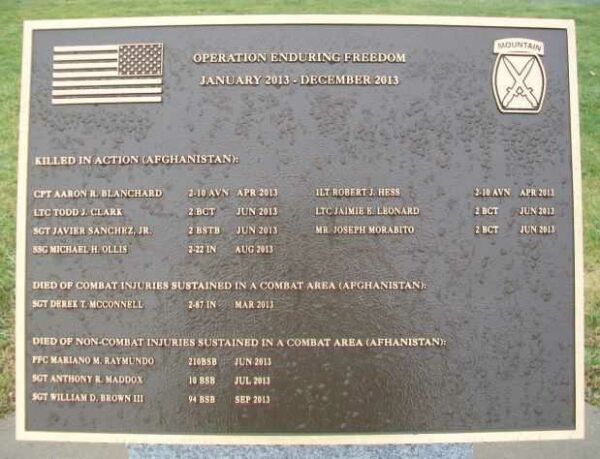 OPERATION ENDURING FREEDOM
JANUARY 2013 - DECEMBER 2013
MOUNTAIN
KILLED IN ACTION (AFGHANISTAN):
CPT AARON R. BLANCHARD 2-10 AVN APR 2013 1LT ROBERT J. HESS 2-10 AVN APR 2013
LTC TODD J. CLARK 2 BCT JUN 2013 LTC JAIMIE E. LEONARD 2 BCT JUN 2013
SGT JAVIER SANCHEZ, JR. 2 BSTB JUN 2013 MR. JOSEPH MORABITO 2 BCT JUN 2013
SSG MICHAEL H. OLLIS 2-22 IN AUG 2013
DIED OF COMBAT INJURIES SUSTAINED IN A COMBAT AREA (AFGHANISTAN):
SGT DEREK T. MCCONNELL 2-87 IN MAR 2013
DIED OF NON-COMBAT INJURIES SUSTAINED IN A COMBAT AREA (AFHANISTAN):
PFC MARIANO M. RAYMUNDO 210BSB JUN 2013
SGT ANTHONY R. MADDOX 10 BSB JUL 2013
SGT WILLIAM D. BROWN III 94 BSB SEP 2013